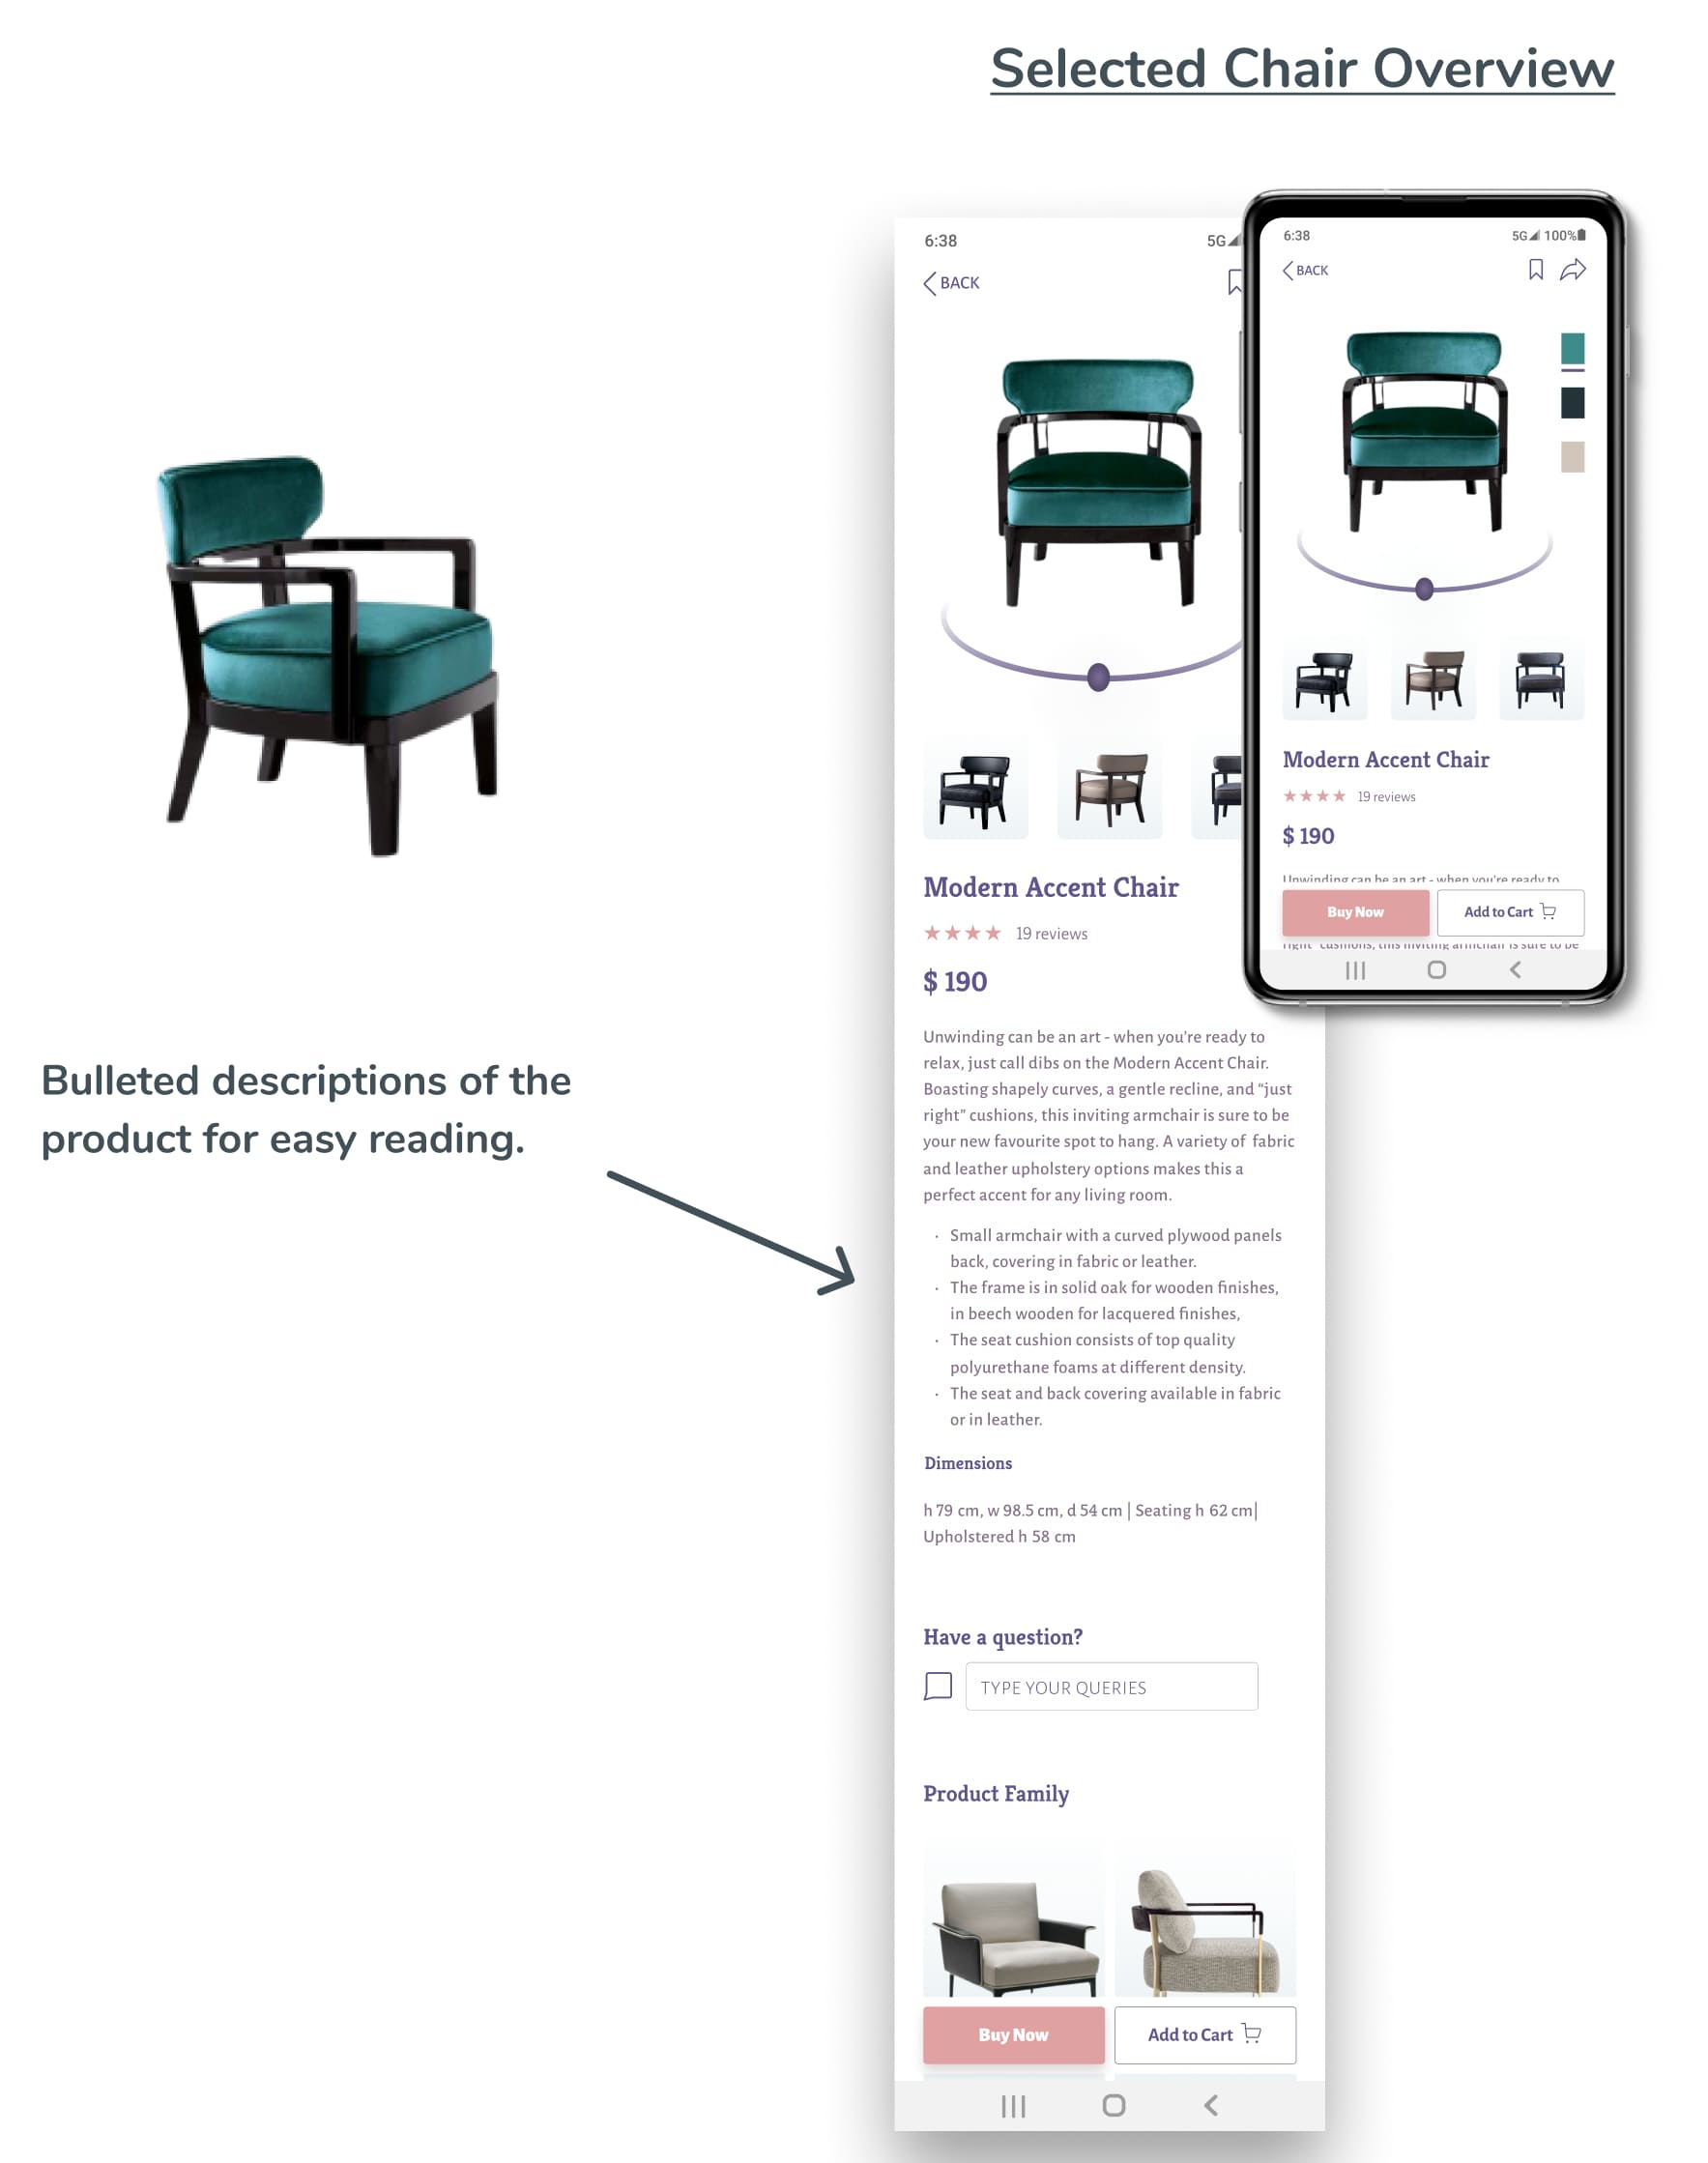 Selected Chair Overview
6:38
5G
BACK
Modern Accent Chair
19 reviews
$ 190
Unwinding can be an art - when you're ready to
relax, just call dibs on the Modern Accent Chair.
Boasting shapely curves, a gentle recline, and “just
right” cushions, this inviting armchair is sure to be
your new favourite spot to hang. A variety of fabric
and leather upholstery options makes this a
perfect accent for any living room.
· Small armchair with a curved plywood panels
back, covering in fabric or leather.
· The frame is in solid oak for wooden finishes,
in beech wooden for lacquered finishes,
· The seat cushion consists of top quality
polyurethane foams at different density.
· The seat and back covering available in fabric
or in leather.
Dimensions
h 79 cm, w 98.5 cm, d 54 cm | Seating h 62 cm|
Upholstered h 58 cm
Have a question?
TYPE YOUR QUERIES
Product Family
Buy Now
Add to Cart
6:38
5G 100%
BACK
Modern Accent Chair
19 reviews
$ 190
Unwinding can be an art - when you're ready to
Buy Now
Add to Cart
right” cushions, this inviting armchair is sure to be
Bulleted descriptions of the
product for easy reading.